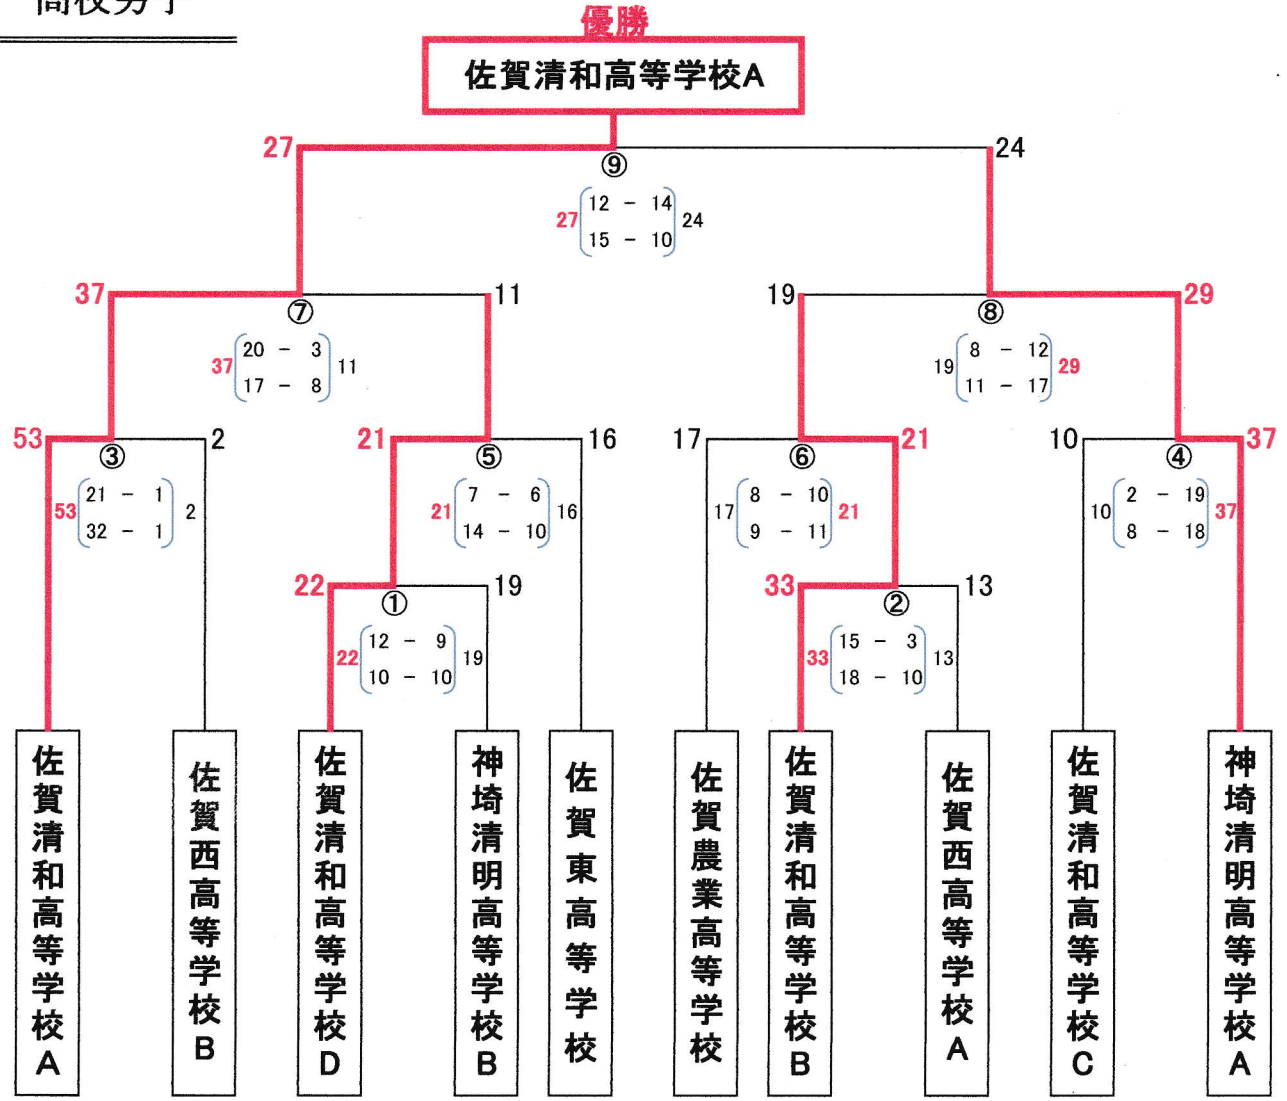 高校男子
優勝
佐賀清和高等学校A
27
24
⑨
27
12 - 14
15 - 10
24
37
11
19
29
⑦
⑧
37
20 - 3
17 - 8
11
19
8 - 12
11 - 17
29
53
2
21
16
17
21
10
37
③
⑤
⑥
④
53
21 - 1
32 - 1
2
21
7 - 6
14 - 10
16
17
8 - 10
9 - 11
21
10
2 - 19
8 - 18
37
22
19
33
13
①
②
22
12 - 9
10 - 10
19
33
15 - 3
18 - 10
13
佐賀清和高等学校A
佐賀西高等学校B
佐賀清和高等学校D
神埼清明高等学校B
佐賀東高等学校
佐賀農業高等学校
佐賀清和高等学校B
佐賀西高等学校A
佐賀清和高等学校C
神埼清明高等学校A